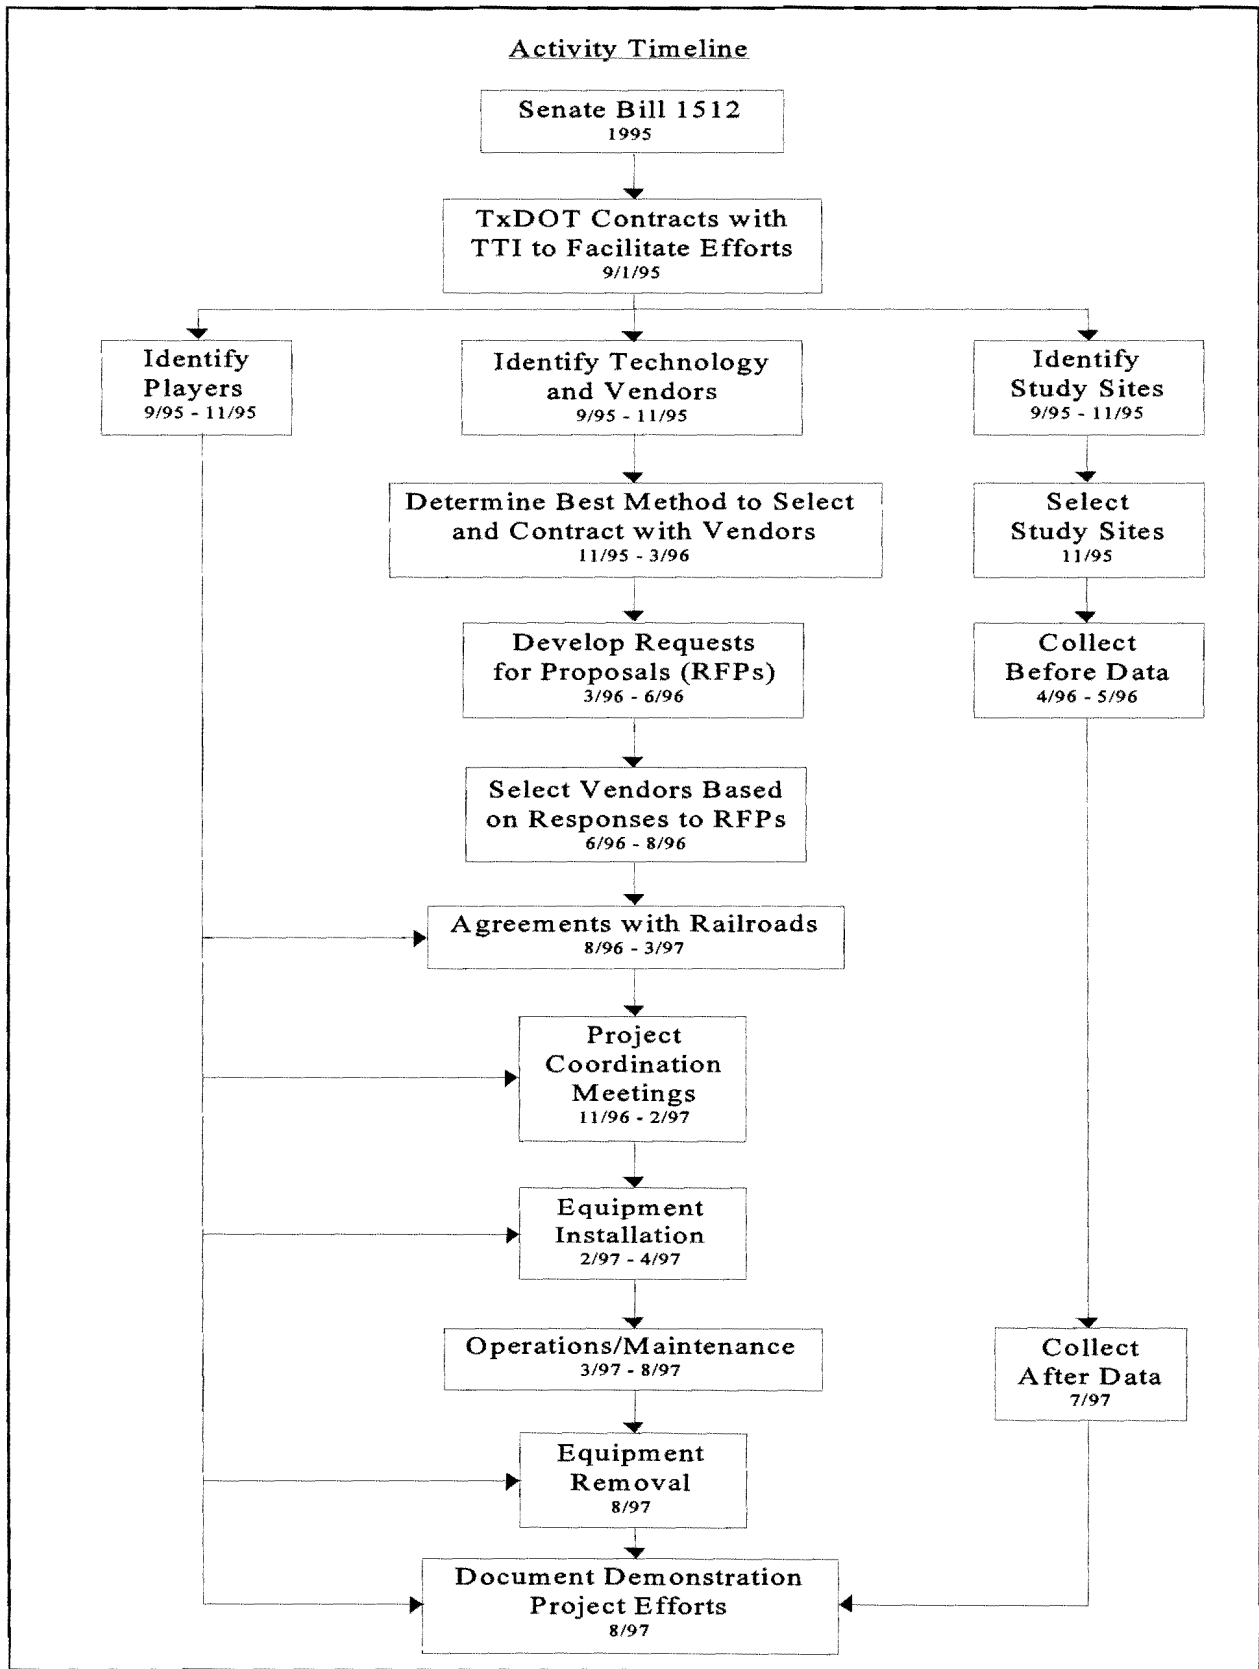 Activity Timeline
Senate Bill 1512
1995
TxDOT Contracts with
TTI to Facilitate Efforts
9/1/95
Identify
Players
9/95 - 11/95
Identify Technology
and Vendors
9/95 - 11/95
Identify
Study Sites
9/95 - 11/95
Determine Best Method to Select
and Contract with Vendors
11/95 - 3/96
Select
Study Sites
11/95
Develop Requests
for Proposals (RFPs)
3/96 - 6/96
Collect
Before Data
4/96 - 5/96
Select Vendors Based
on Responses to RFPs
6/96 - 8/96
Agreements with Railroads
8/96 - 3/97
Project
Coordination
Meetings
11/96 - 2/97
Equipment
Installation
2/97 - 4/97
Operations/Maintenance
3/97 - 8/97
Collect
After Data
7/97
Equipment
Removal
8/97
Document Demonstration
Project Efforts
8/97